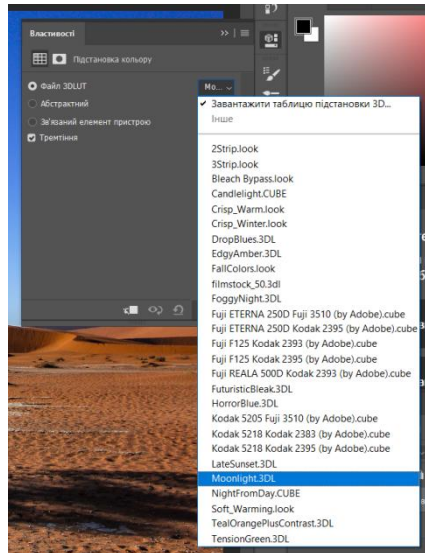 Властивості
Підстановка кольору
Файл 3DLUT
Мо...
Абстрактний
Зв'язаний елемент пристрою
Тремтіння
Завантажити таблицю підстановки 3D...
Інше
2Strip.look
3Strip.look
Bleach Bypass.look
Candlelight.CUBE
Crisp_Warm.look
Crisp_Winter.look
DropBlues.3DL
EdgyAmber.3DL
FallColors.look
filmstock_50.3dl
FoggyNight.3DL
Fuji ETERNA 250D Fuji 3510 (by Adobe).cube
Fuji ETERNA 250D Kodak 2395 (by Adobe).cube
Fuji F125 Kodak 2393 (by Adobe).cube
Fuji F125 Kodak 2395 (by Adobe).cube
Fuji REALA 500D Kodak 2393 (by Adobe).cube
FuturisticBleak.3DL
HorrorBlue.3DL
Kodak 5205 Fuji 3510 (by Adobe).cube
Kodak 5218 Kodak 2383 (by Adobe).cube
Kodak 5218 Kodak 2395 (by Adobe).cube
LateSunset.3DL
Moonlight.3DL
NightFromDay.CUBE
Soft_Warming.look
TealOrangePlusContrast.3DL
TensionGreen.3DL